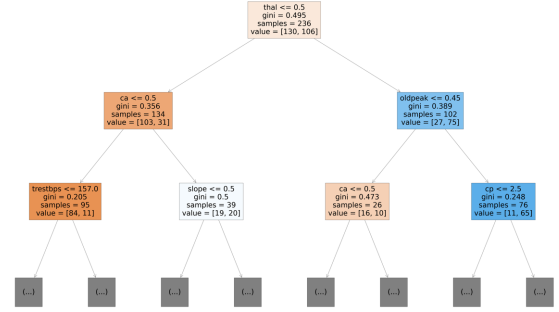 thal <= 0.5
gini = 0.495
samples = 236
value = [130, 106]
ca <= 0.5
gini = 0.356
samples = 134
value = [103, 31]
oldpeak <= 0.45
gini = 0.389
samples = 102
value = [27, 75]
trestbps <= 157.0
gini = 0.205
samples = 95
value = [84, 11]
slope <= 0.5
gini = 0.5
samples = 39
value = [19, 20]
ca <= 0.5
gini = 0.473
samples = 26
value = [16, 10]
cp <= 2.5
gini = 0.248
samples = 76
value = [11, 65]
(...)
(...)
(...)
(...)
(...)
(...)
(...)
(...)